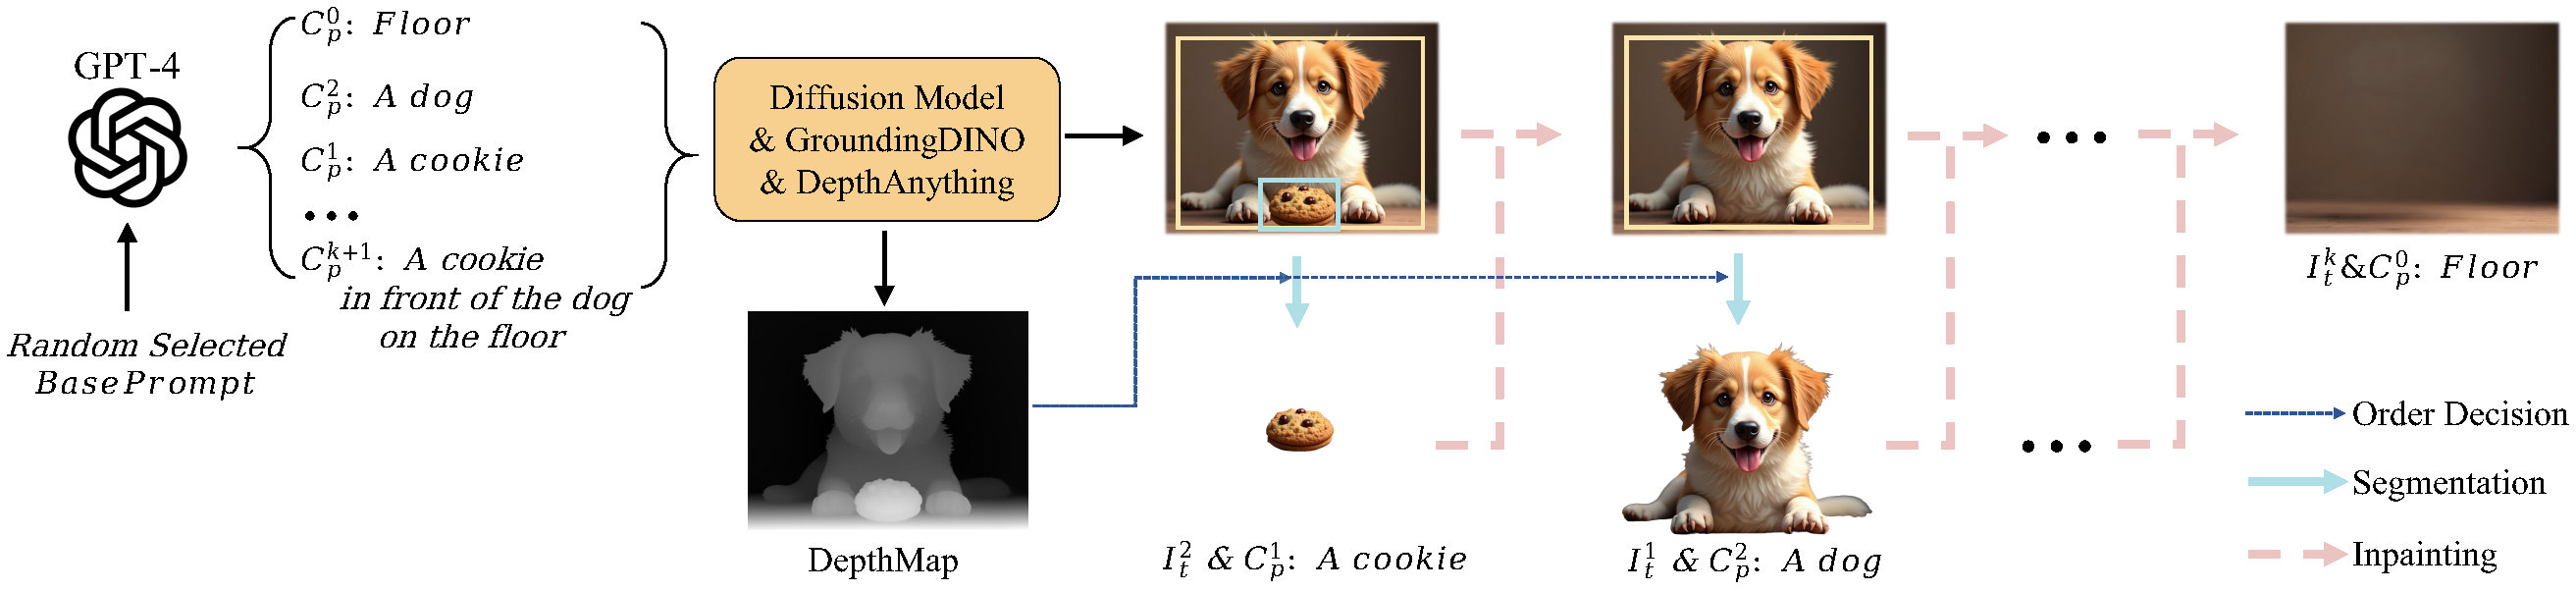 GPT-4
Random Selected
BasePrompt
C_p^0: Floor
C_p^2: A dog
C_p^1: A cookie
•••
C_p^{k+1}: A cookie
in front of the dog
on the floor
Diffusion Model
& GroundingDINO
& DepthAnything
DepthMap
I_t^2 & C_p^1: A cookie
I_t^1 & C_p^2: A dog
•••
•••
I_t^k&C_p^0: Floor
Order Decision
Segmentation
Inpainting